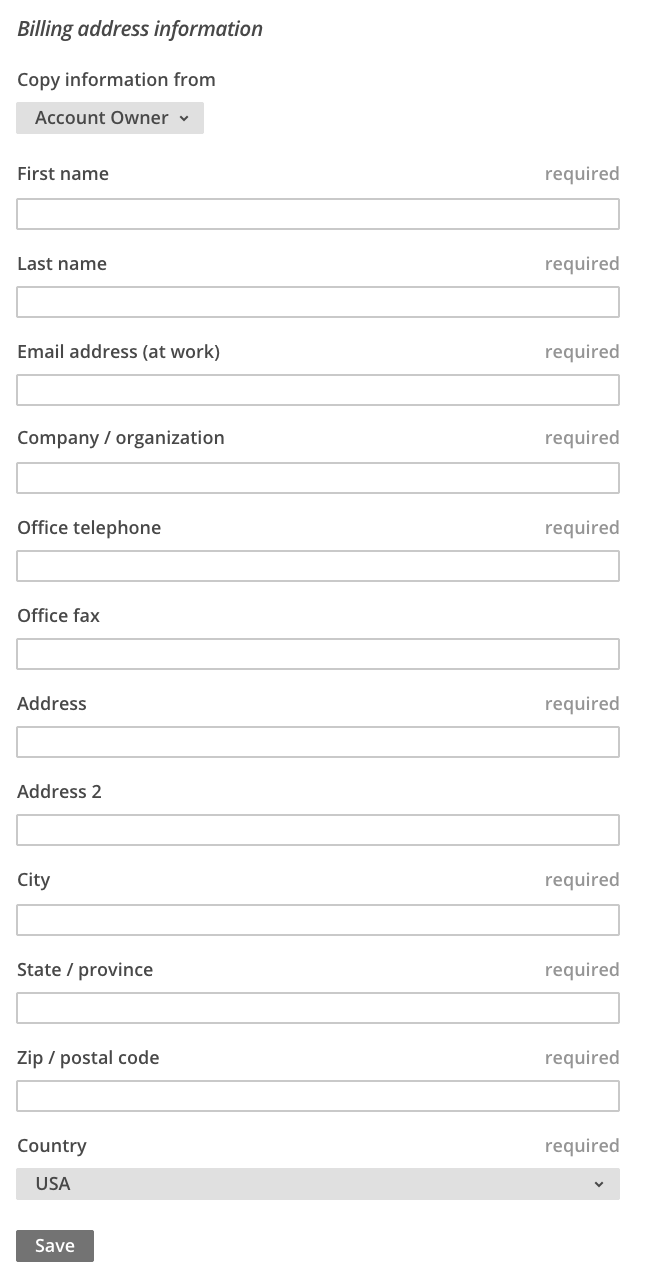 Billing address information
Copy information from
Account Owner
First name required
Last name required
Email address (at work) required
Company / organization required
Office telephone required
Office fax
Address required
Address 2
City required
State / province required
Zip / postal code required
Country required
USA
Save